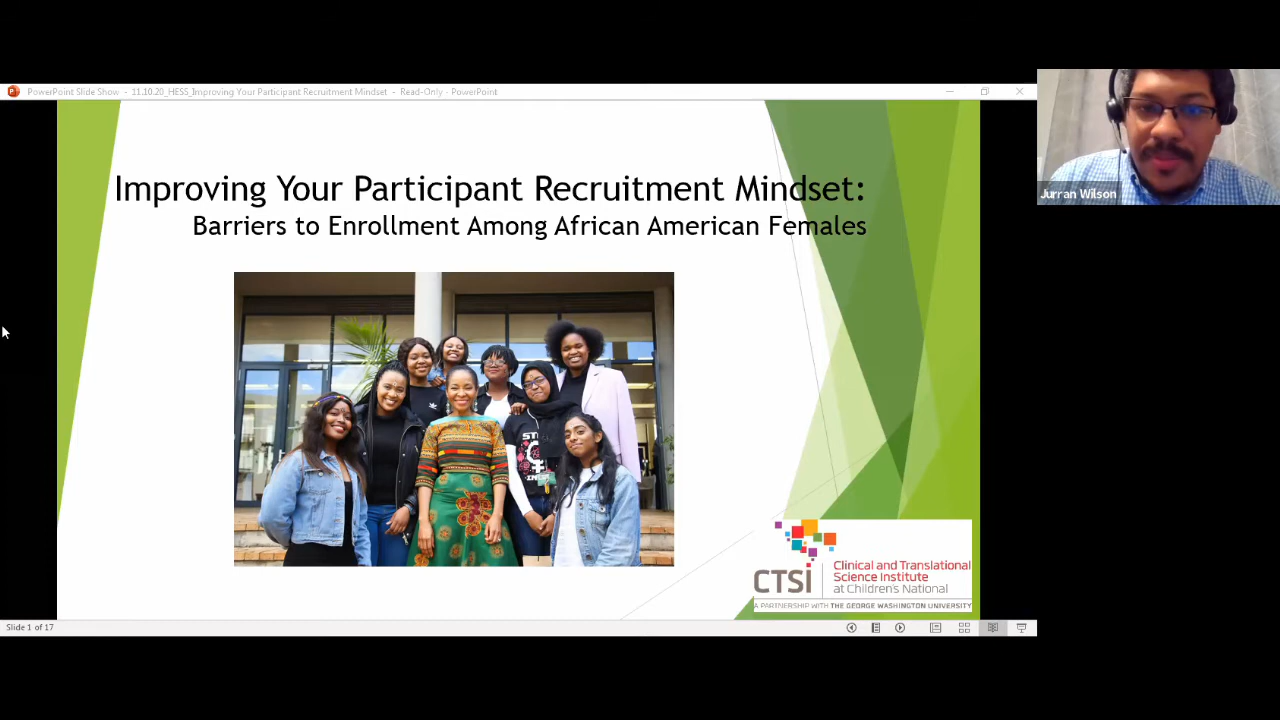 PowerPoint Slide Show - 11.10.20_HESS_Improving Your Participant Recruitment Mindset - Read-Only - PowerPoint
Jurran Wilson
Improving Your Participant Recruitment Mindset:
Barriers to Enrollment Among African American Females
CTSI
Clinical and Translational
Science Institute
at Children's National
A PARTNERSHIP WITH THE GEORGE WASHINGTON UNIVERSITY
Slide 1 of 17